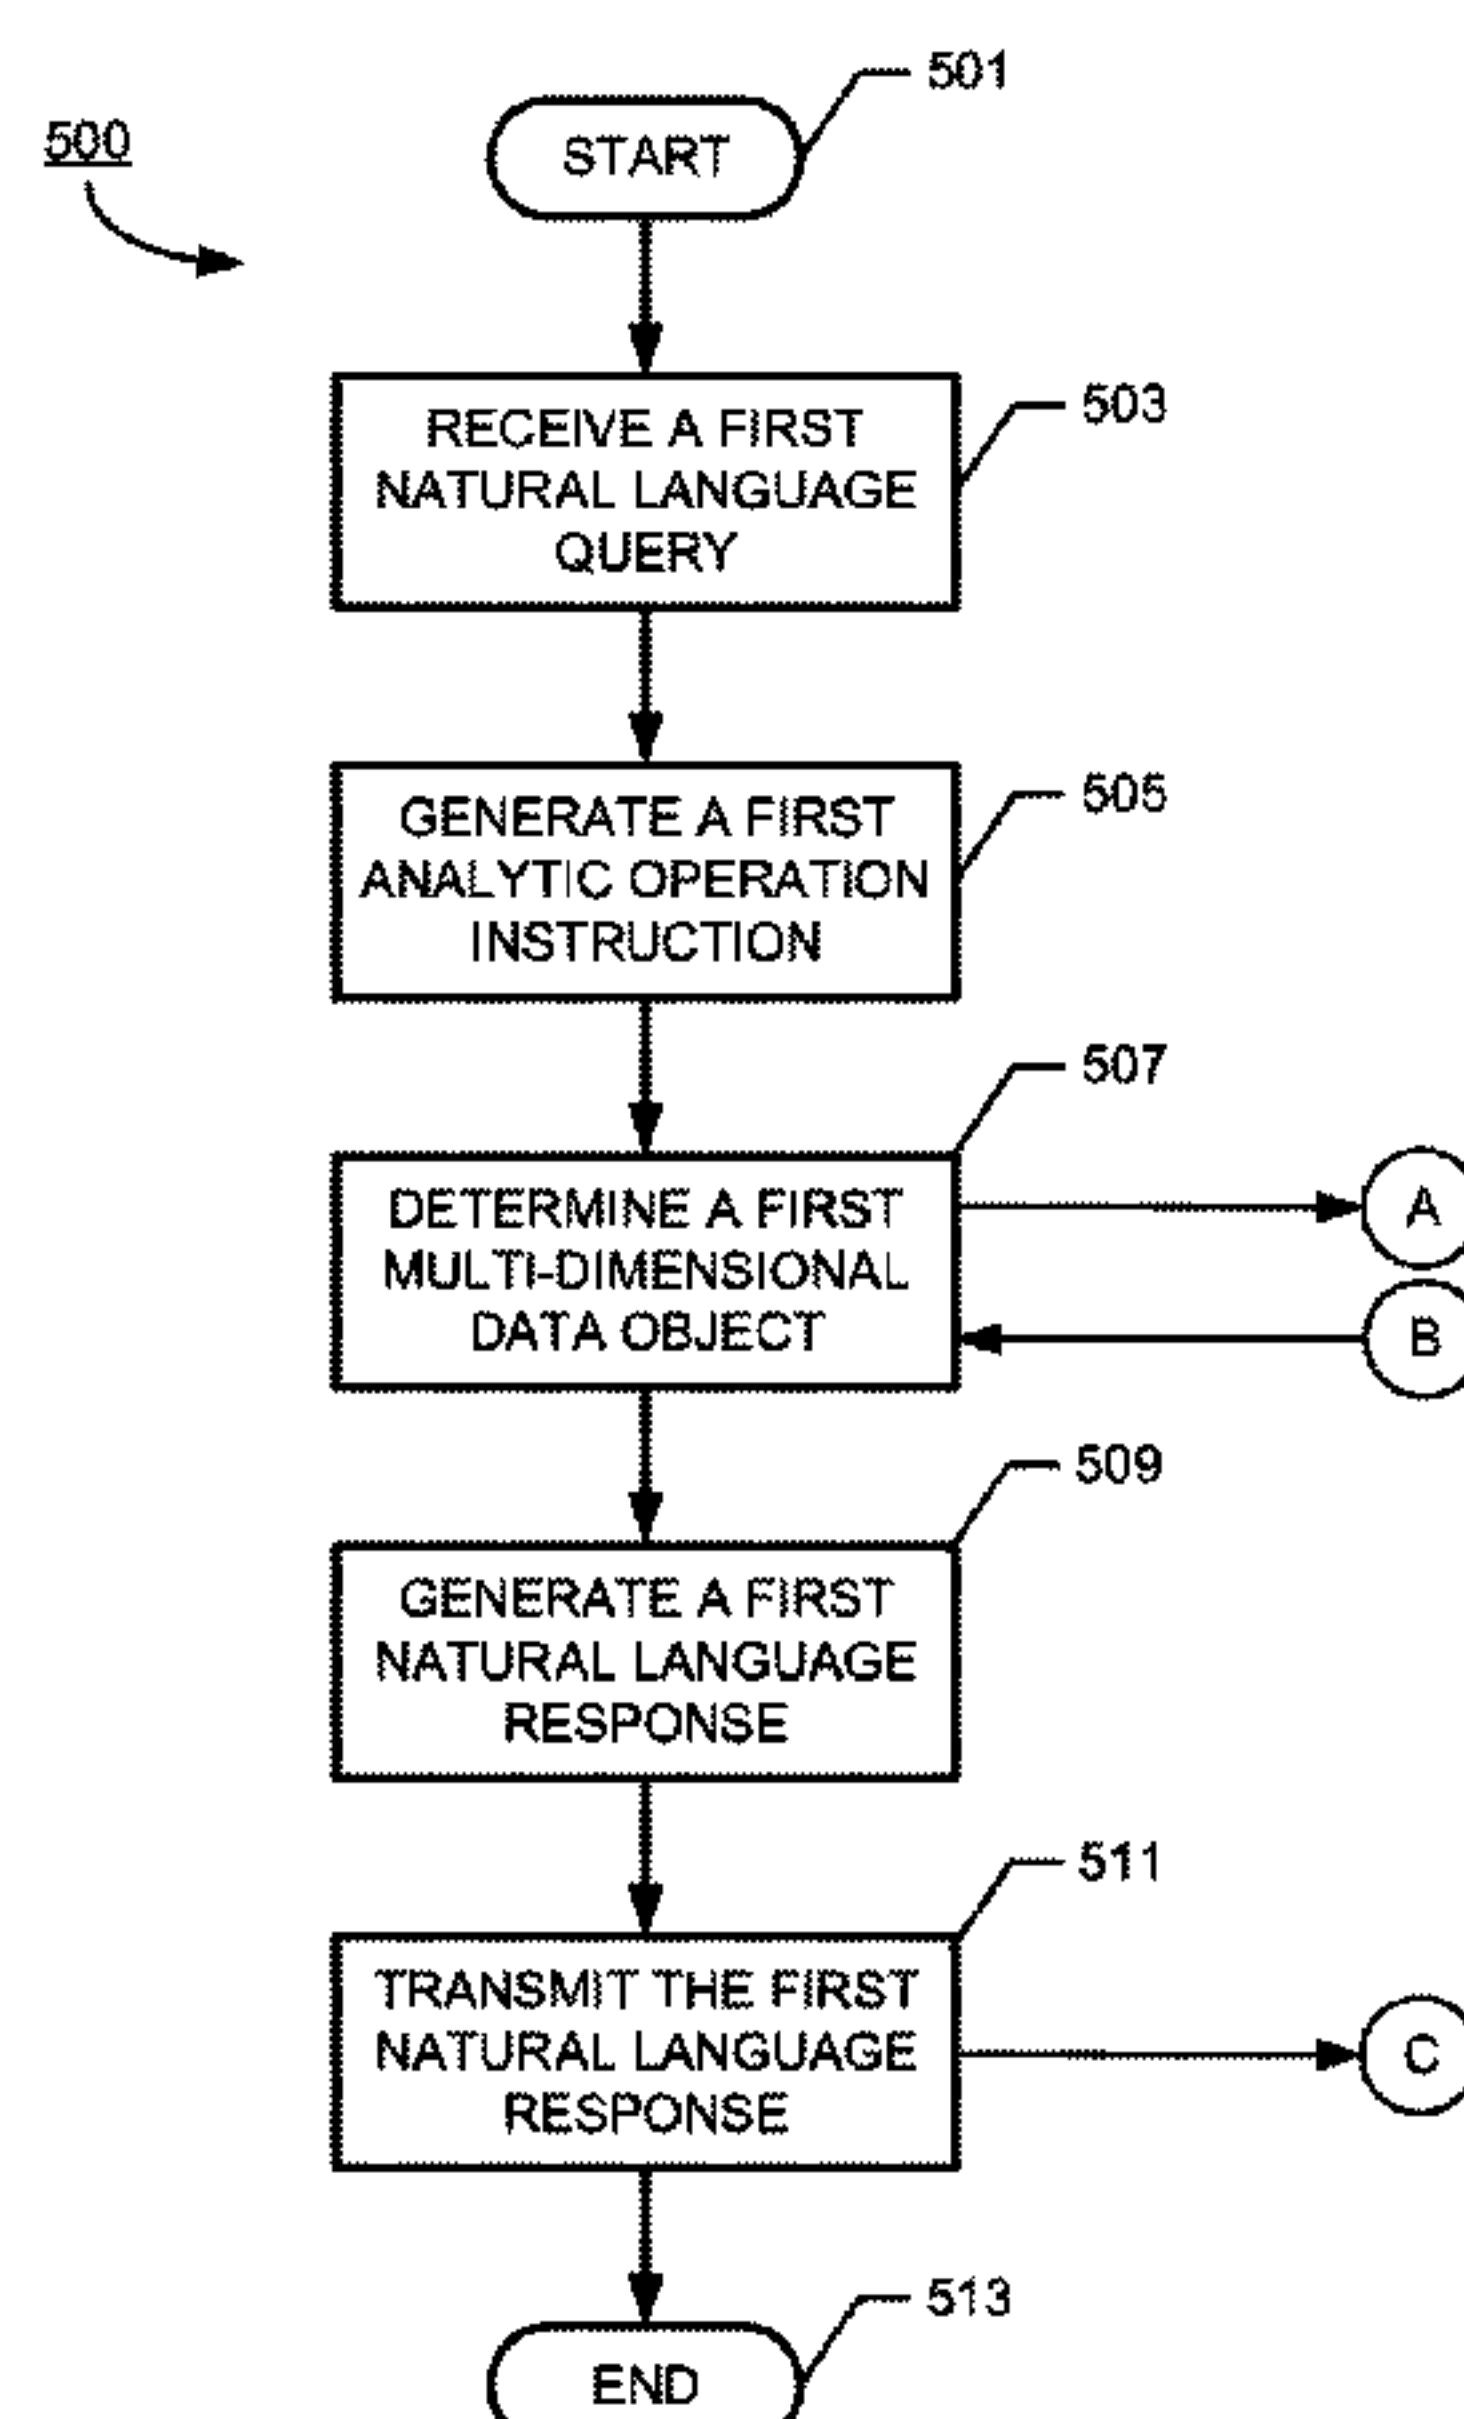 501
500
START
503
RECEIVE A FIRST
NATURAL LANGUAGE
QUERY
505
GENERATE A FIRST
ANALYTIC OPERATION
INSTRUCTION
507
DETERMINE A FIRST
MULTI-DIMENSIONAL
DATA OBJECT
A
B
509
GENERATE A FIRST
NATURAL LANGUAGE
RESPONSE
511
TRANSMIT THE FIRST
NATURAL LANGUAGE
RESPONSE
C
513
END